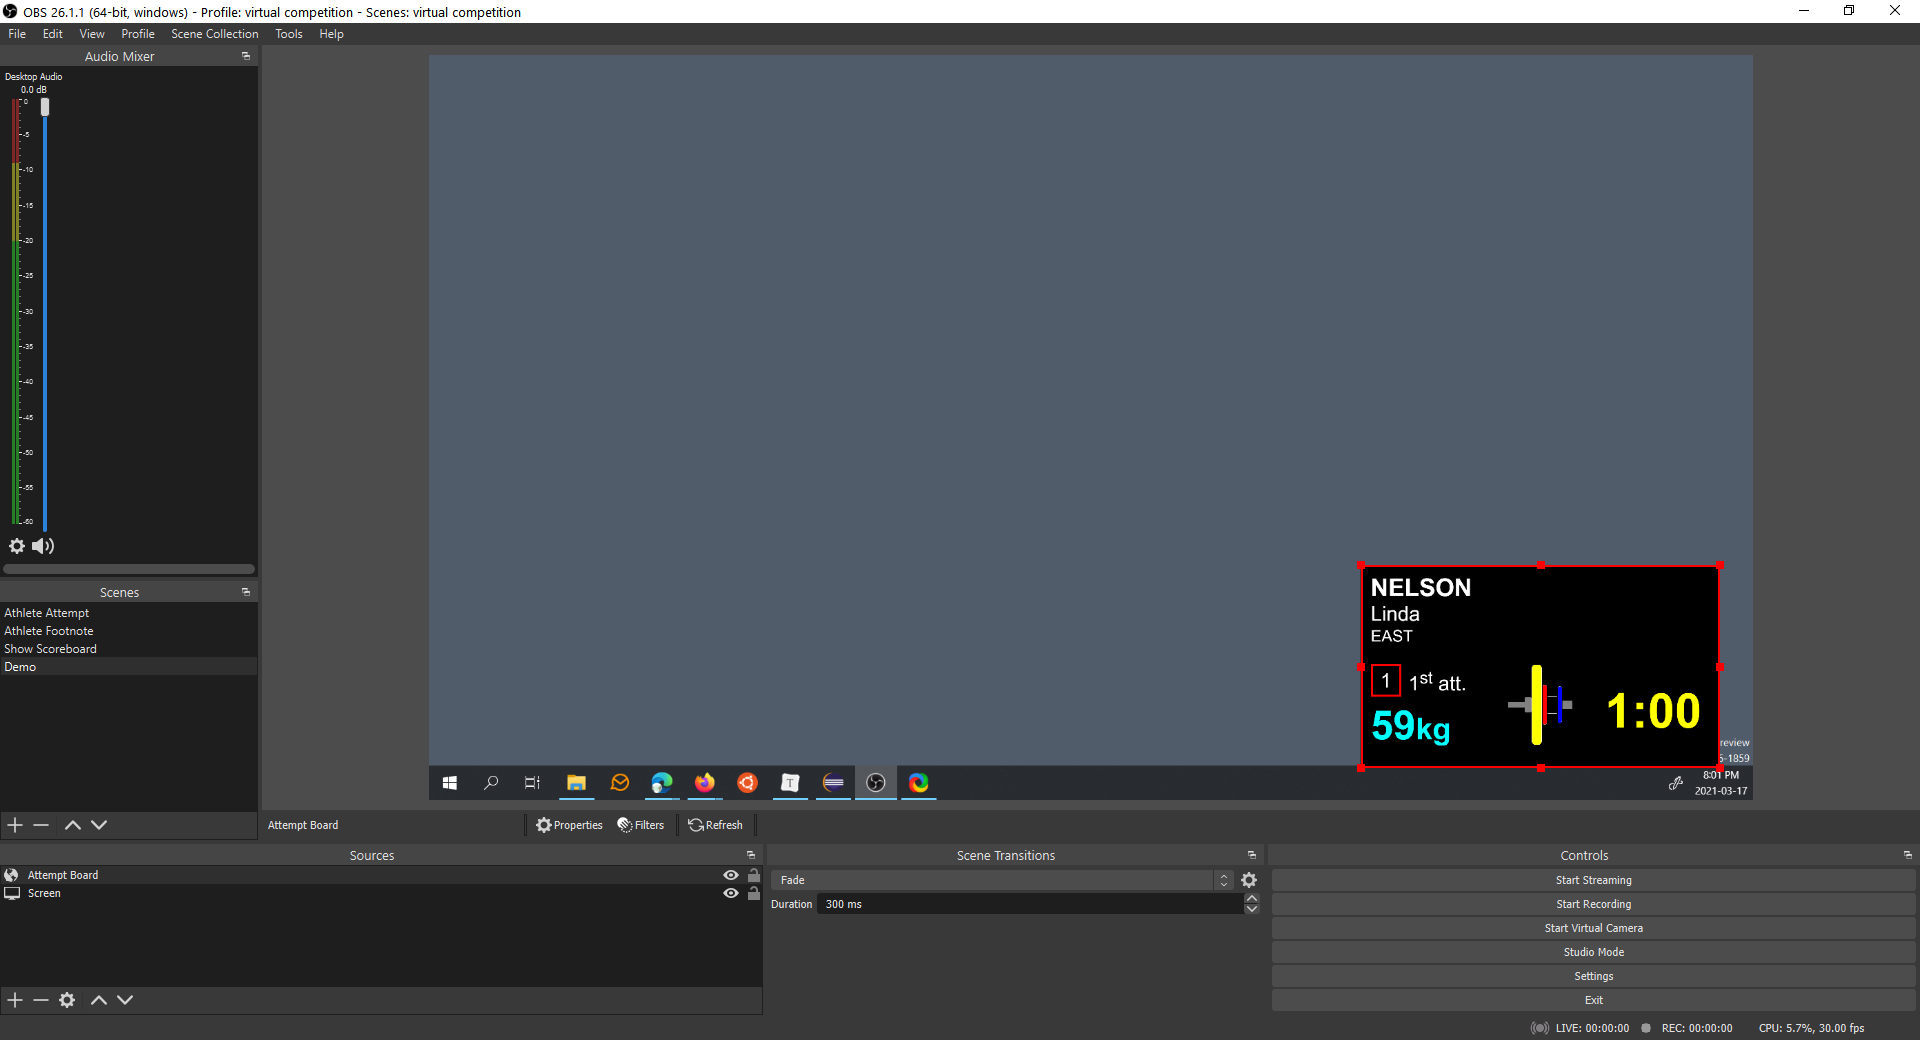 OBS 26.1.1 (64-bit, windows) - Profile: virtual competition - Scenes: virtual competition
File Edit View Profile Scene Collection Tools Help
Audio Mixer
Desktop Audio
0.0 dB
0
-5
-10
-15
-20
-25
-30
-35
-40
-45
-50
-55
-60
Scenes
Athlete Attempt
Athlete Footnote
Show Scoreboard
Demo
NELSON
Linda
EAST
1 1st att.
59kg
1:00
review
-1859
T
8:01 PM
2021-03-17
Attempt Board Properties Filters Refresh
Sources
Attempt Board
Screen
Scene Transitions
Fade
Duration 300 ms
Controls
Start Streaming
Start Recording
Start Virtual Camera
Studio Mode
Settings
Exit
LIVE: 00:00:00 REC: 00:00:00 CPU: 5.7%, 30.00 fps